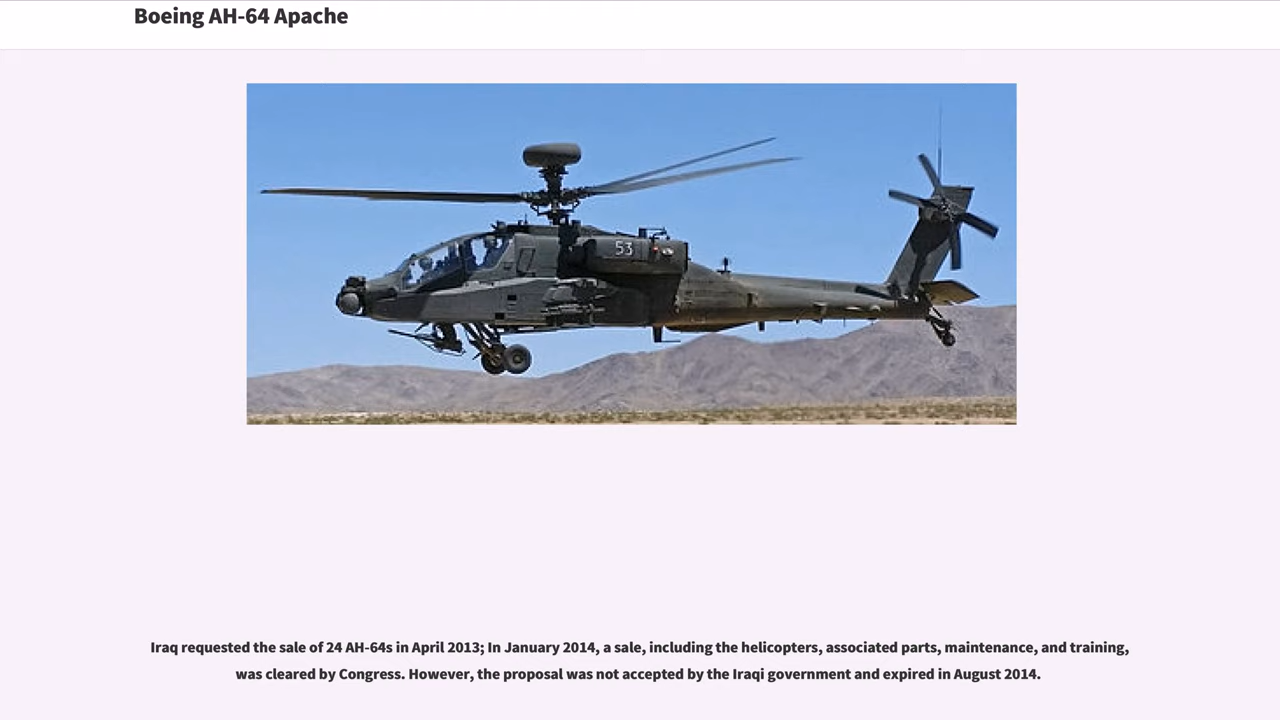 Boeing AH-64 Apache
53
Iraq requested the sale of 24 AH-64s in April 2013; In January 2014, a sale, including the helicopters, associated parts, maintenance, and training,
was cleared by Congress. However, the proposal was not accepted by the Iraqi government and expired in August 2014.